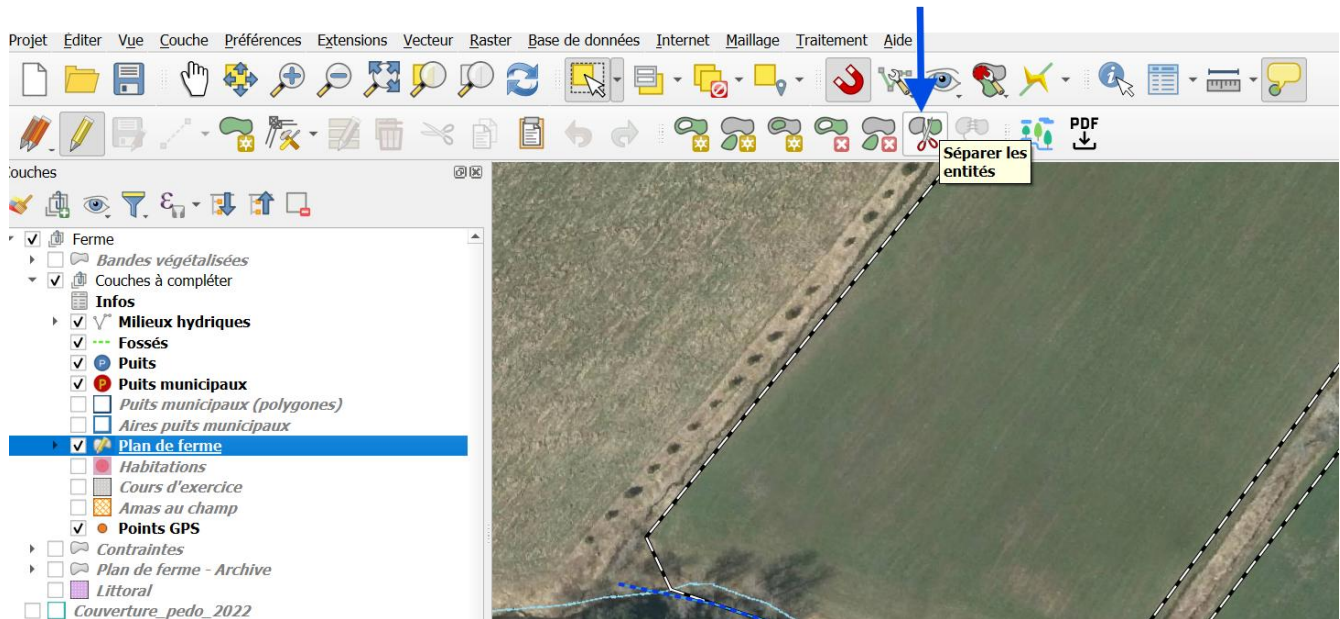 Projet Éditer Vue Couche Préférences Extensions Vecteur Raster Base de données Internet Maillage Traitement Aide
PDF
Séparer les
entités
Couches
ε
Ferme
Bandes végétalisées
Couches à compléter
Infos
Milieux hydriques
Fossés
P Puits
P Puits municipaux
Puits municipaux (polygones)
Aires puits municipaux
Plan de ferme
Habitations
Cours d'exercice
Amas au champ
Points GPS
Contraintes
Plan de ferme - Archive
Littoral
Couverture_pedo_2022